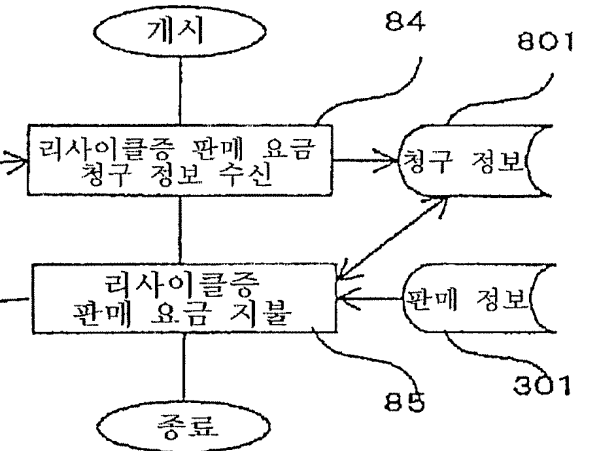 개시
84
801
리사이클증 판매 요금
청구 정보 수신
청구 정보
리사이클증
판매 요금 지불
판매 정보
85
301
종료